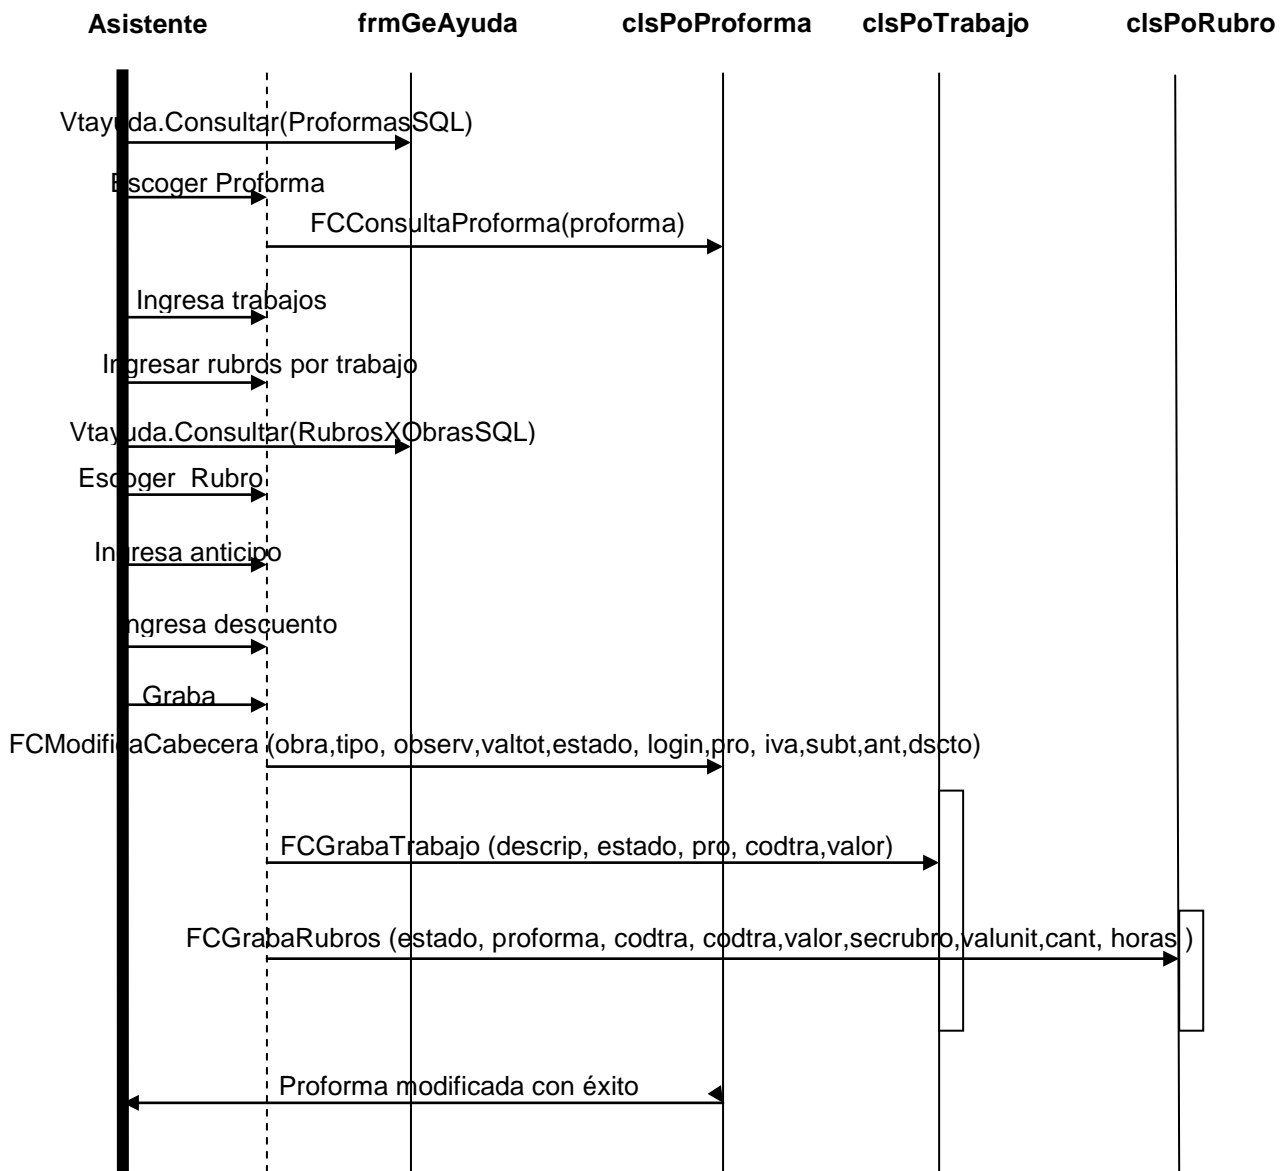 Asistente frmGeAyuda clsPoProforma clsPoTrabajo clsPoRubro
Vtayuda.Consultar(ProformasSQL)
Escoger Proforma
FCConsultaProforma(proforma)
Ingresa trabajos
Ingresar rubros por trabajo
Vtayuda.Consultar(RubrosXObrasSQL)
Escoger Rubro
Ingresa anticipo
Ingresa descuento
Graba
FCModificaCabecera (obra,tipo, observ,valtot,estado, login,pro, iva,subt,ant,dscto)
FCGrabaTrabajo (descrip, estado, pro, codtra,valor)
FCGrabaRubros (estado, proforma, codtra, codtra,valor,secrubro,valunit,cant, horas )
Proforma modificada con éxito